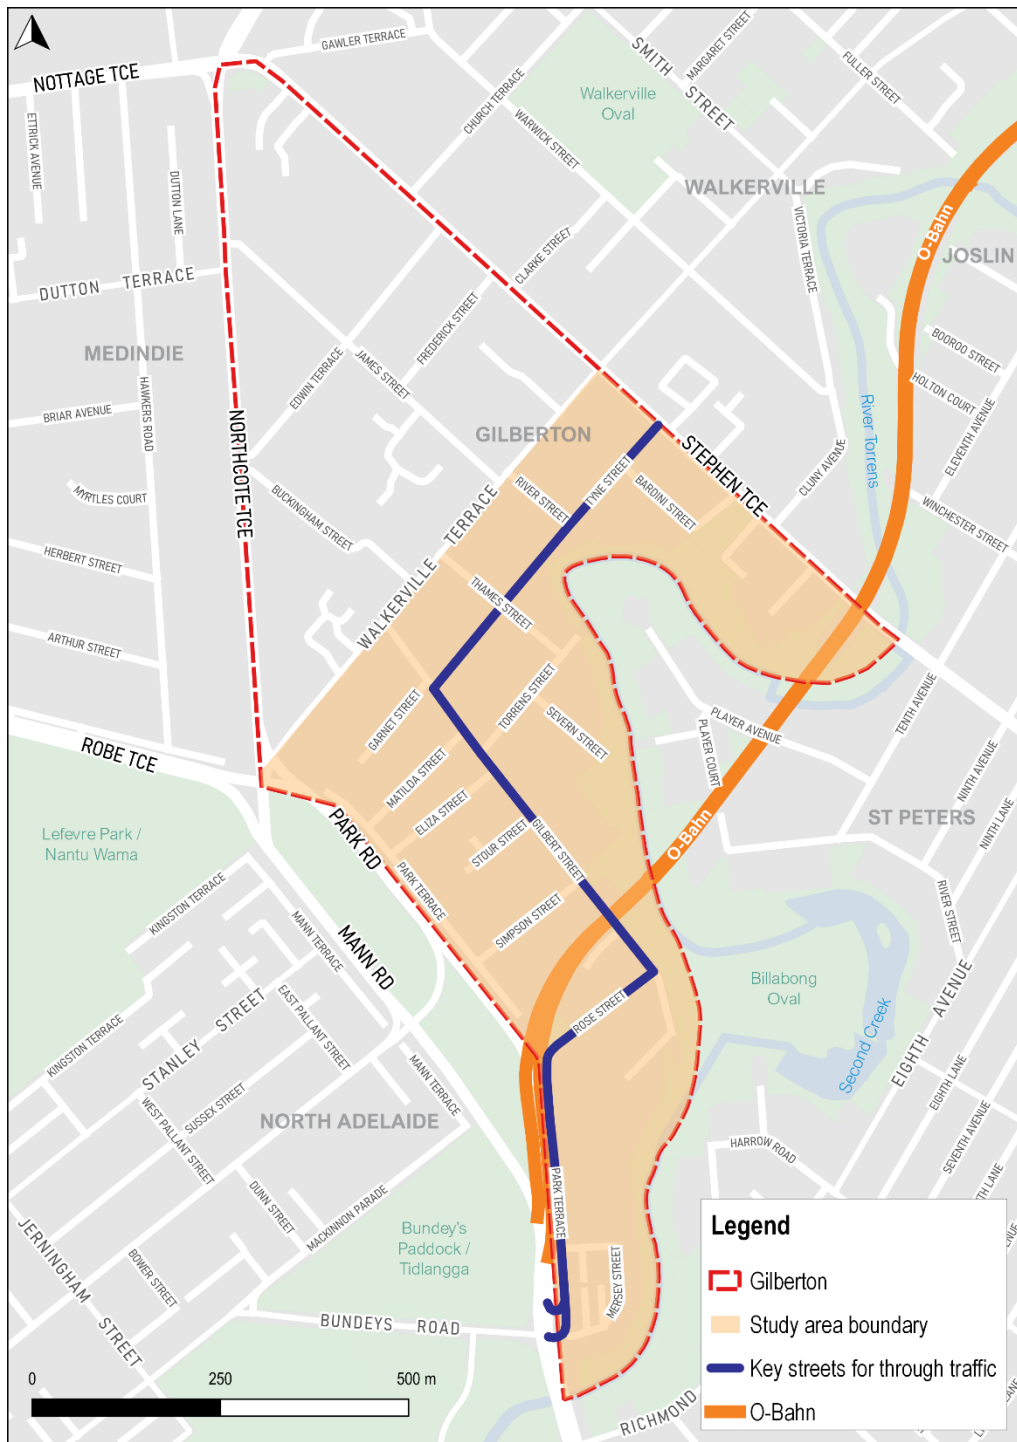 GAWLER TERRACE
NOTTAGE TCE
ETTRICK AVENUE
DUTTON LANE
CHURCH TERRACE
WARWICK STREET
Walkerville
Oval
SMITH STREET
MARGARET STREET
FULLER STREET
WALKERVILLE
VICTORIA TERRACE
O-Bahn
JOSLIN
DUTTON TERRACE
CLARKE STREET
FREDERICK STREET
JAMES STREET
EDWIN TERRACE
MEDINDIE
HAWKERS ROAD
BRIAR AVENUE
NORTHCOTE TCE
GILBERTON
BOOROO STREET
HOLTON COURT
ELEVENTH AVENUE
River Torrens
CLUNY AVENUE
STEPHEN TCE
TYNE STREET
BARDINI STREET
RIVER STREET
MYRTLES COURT
BUCKINGHAM STREET
WALKERVILLE TERRACE
WINCHESTER STREET
HERBERT STREET
THAMES STREET
ARTHUR STREET
GARNET STREET
TORRENS STREET
SEVERN STREET
PLAYER AVENUE
PLAYER COURT
TENTH AVENUE
ROBE TCE
MATILDA STREET
ELIZA STREET
NINTH AVENUE
NINTH LANE
ST PETERS
Lefevre Park /
Nantu Wama
PARK RD
STOUR STREET
GILBERT STREET
O-Bahn
PARK TERRACE
SIMPSON STREET
KINGSTON TERRACE
MANN TERRACE
MANN RD
RIVER STREET
Billabong
Oval
Second Creek
EIGHTH AVENUE
EAST PALLANT STREET
STANLEY STREET
ROSE STREET
KINGSTON TERRACE
MANN TERRACE
SUSSEX STREET
WEST PALLANT STREET
NORTH ADELAIDE
EIGHTH LANE
SEVENTH AVENUE
HARROW ROAD
DUNN STREET
MACKINNON PARADE
PARK TERRACE
JERNINGHAM STREET
BOWER STREET
Bundey's
Paddock /
Tidlangga
MERSEY STREET
BUNDEYS ROAD
RICHMOND
Legend
Gilberton
Study area boundary
Key streets for through traffic
O-Bahn
0 250 500 m